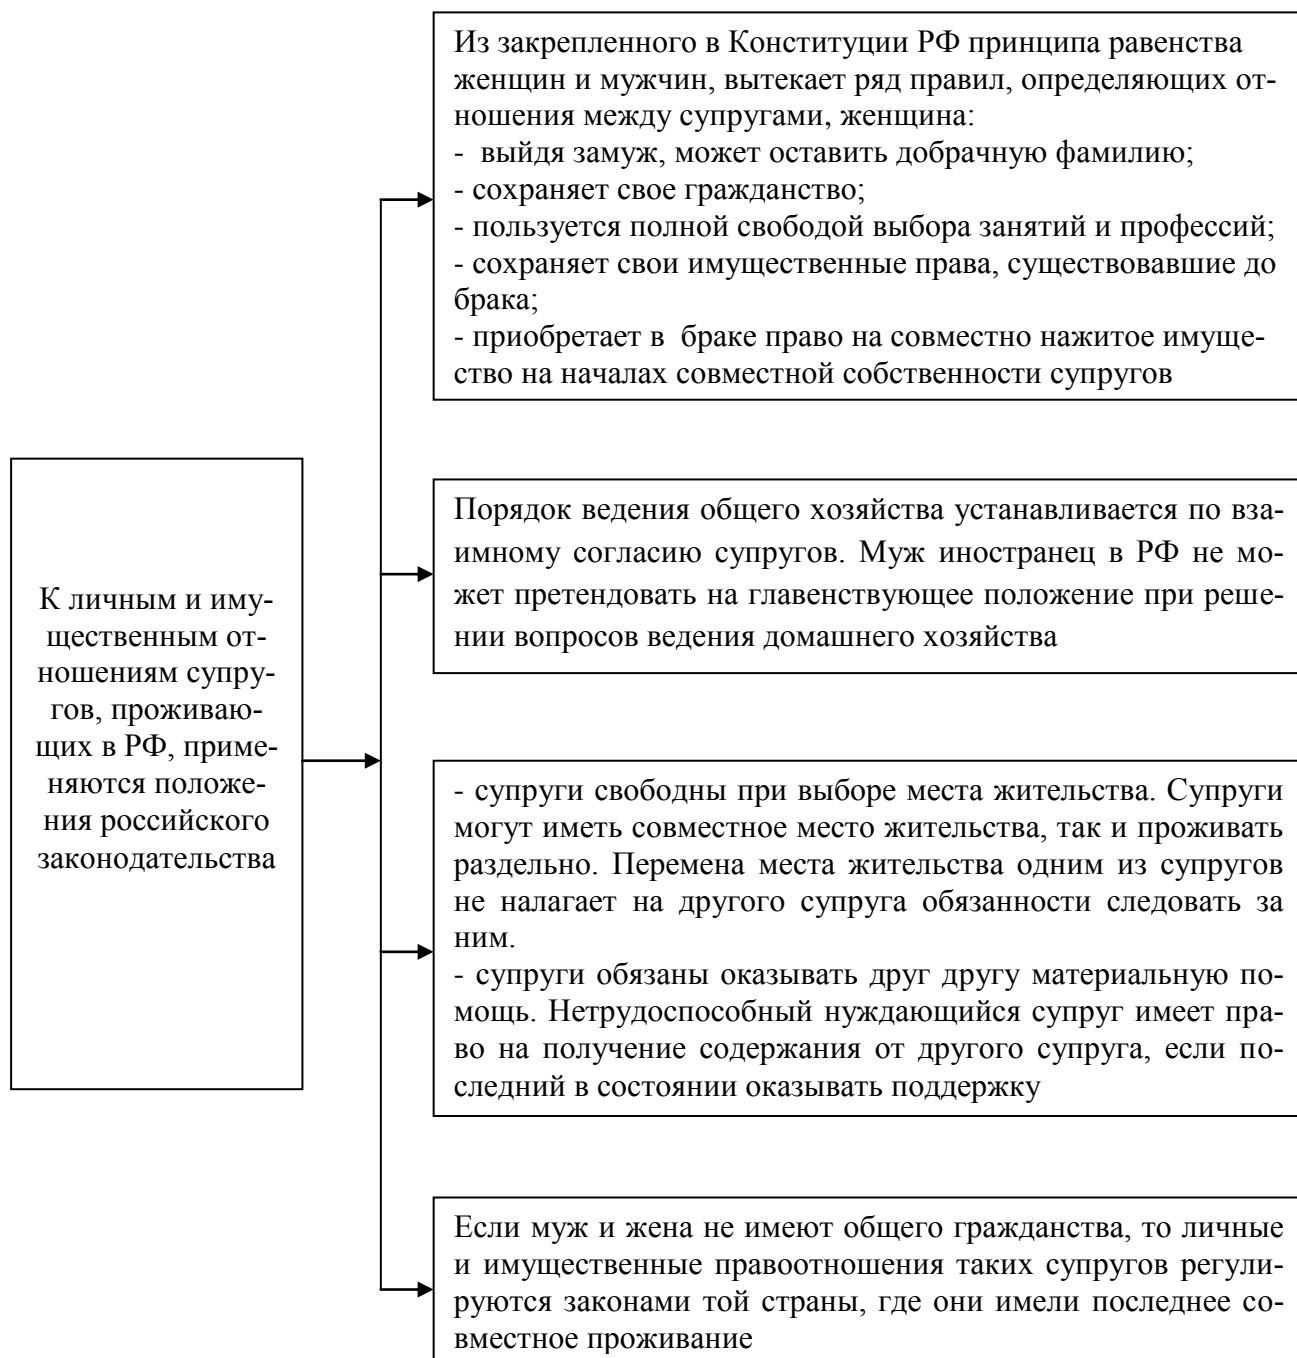 К личным и иму-
щественным от-
ношениям супру-
гов, проживаю-
щих в РФ, приме-
няются положе-
ния российского
законодательства
Из закрепленного в Конституции РФ принципа равенства
женщин и мужчин, вытекает ряд правил, определяющих от-
ношения между супругами, женщина:
- выйдя замуж, может оставить добрачную фамилию;
- сохраняет свое гражданство;
- пользуется полной свободой выбора занятий и профессий;
- сохраняет свои имущественные права, существовавшие до
брака;
- приобретает в браке право на совместно нажитое имуще-
ство на началах совместной собственности супругов
Порядок ведения общего хозяйства устанавливается по вза-
имному согласию супругов. Муж иностранец в РФ не мо-
жет претендовать на главенствующее положение при реше-
нии вопросов ведения домашнего хозяйства
- супруги свободны при выборе места жительства. Супруги
могут иметь совместное место жительства, так и проживать
раздельно. Перемена места жительства одним из супругов
не налагает на другого супруга обязанности следовать за
ним.
- супруги обязаны оказывать друг другу материальную по-
мощь. Нетрудоспособный нуждающийся супруг имеет пра-
во на получение содержания от другого супруга, если по-
следний в состоянии оказывать поддержку
Если муж и жена не имеют общего гражданства, то личные
и имущественные правоотношения таких супругов регули-
руются законами той страны, где они имели последнее со-
вместное проживание